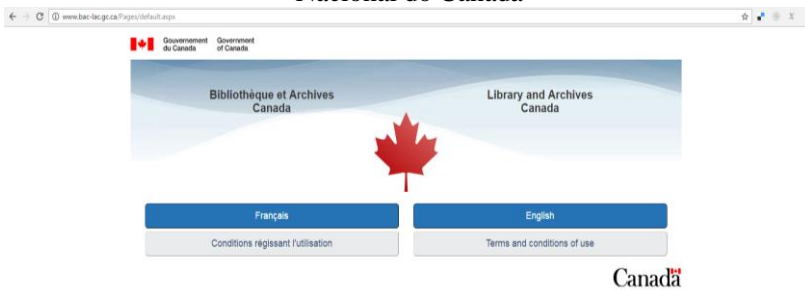 Nacional do Canadá
www.bac-lac.gc.ca/Pages/default.aspx
Gouvernement
du Canada
Government
of Canada
Bibliothèque et Archives
Canada
Library and Archives
Canada
Français
English
Conditions régissant l'utilisation
Terms and conditions of use
Canada